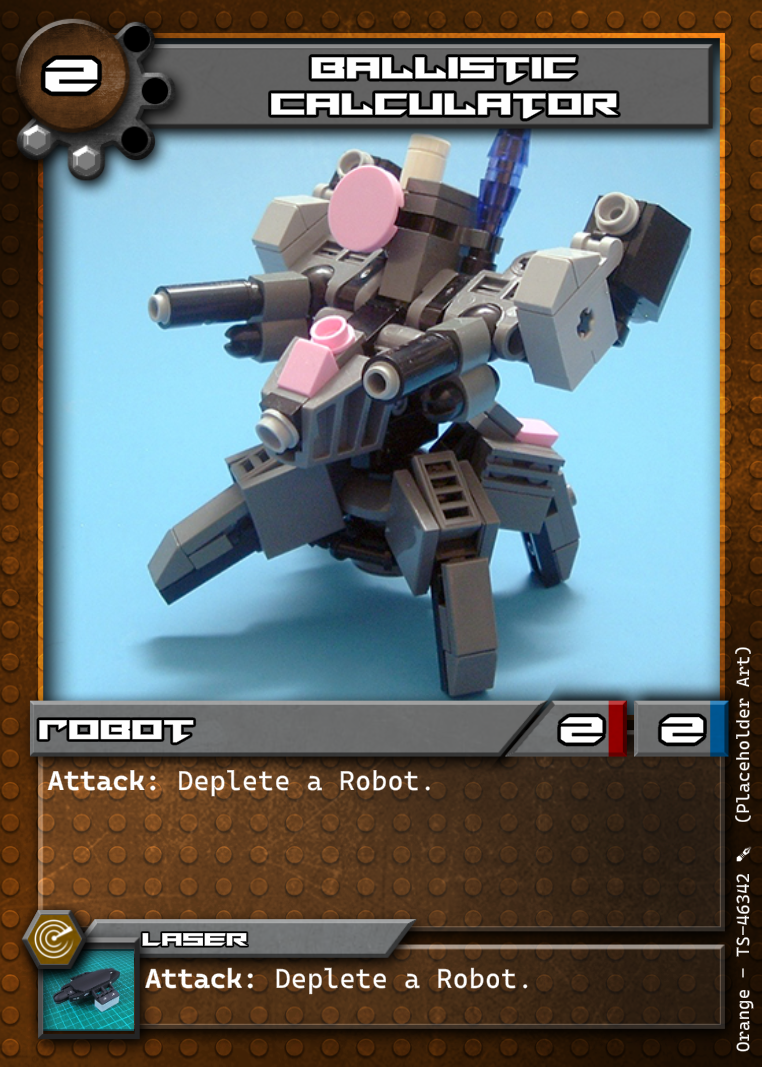 2
BALLISTIC
CALCULATOR
ROBOT
2
2
Attack: Deplete a Robot.
LASER
Attack: Deplete a Robot.
Orange - TS-46342 (Placeholder Art)